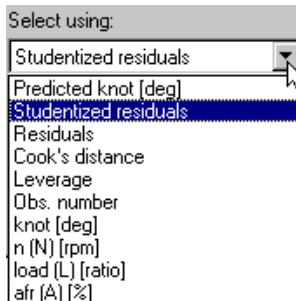 Select using:
Studentized residuals
Predicted knot [deg]
Studentized residuals
Residuals
Cook's distance
Leverage
Obs. number
knot [deg]
n (N) [rpm]
load (L) [ratio]
afr (A) [%]